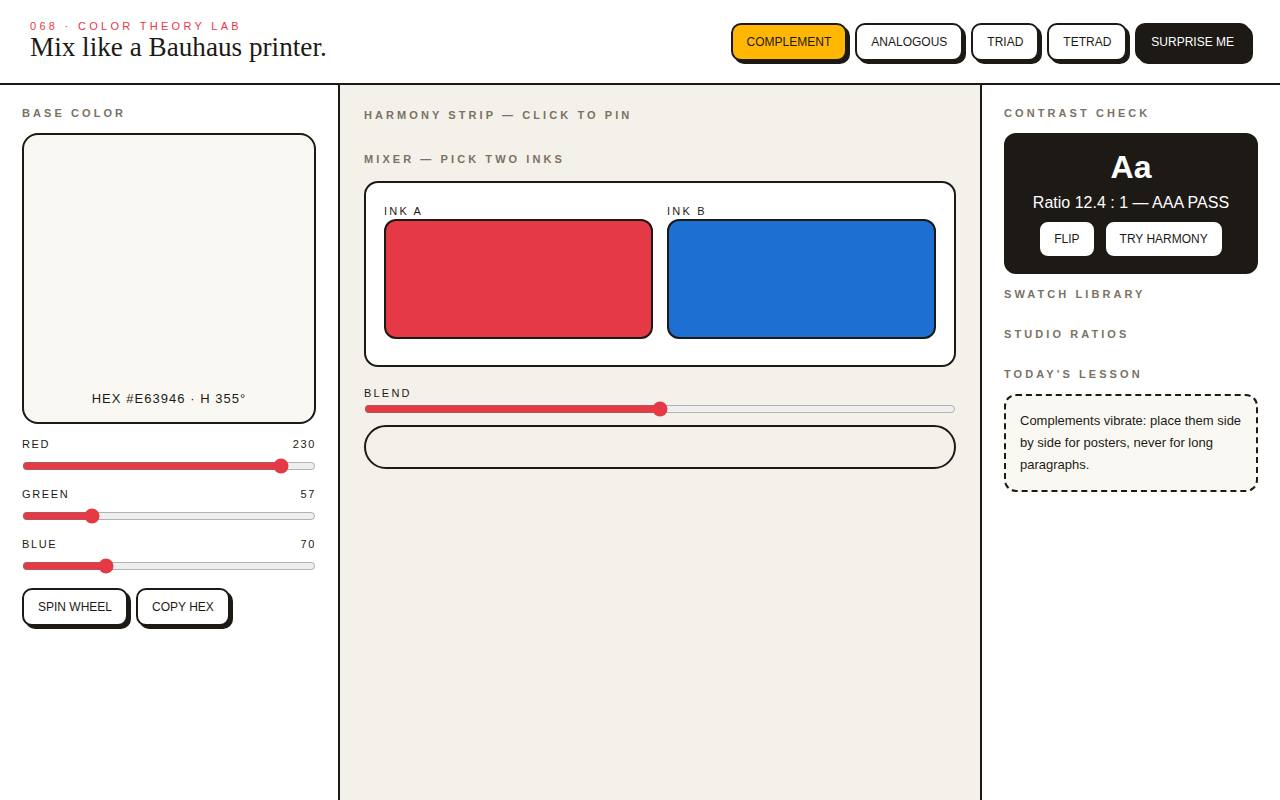 068 · COLOR THEORY LAB
Mix like a Bauhaus printer.
COMPLEMENT
ANALOGOUS
TRIAD
TETRAD
SURPRISE ME
BASE COLOR
HEX #E63946 · H 355°
RED 230
GREEN 57
BLUE 70
SPIN WHEEL
COPY HEX
HARMONY STRIP — CLICK TO PIN
MIXER — PICK TWO INKS
INK A
INK B
BLEND
CONTRAST CHECK
Aa
Ratio 12.4 : 1 — AAA PASS
FLIP
TRY HARMONY
SWATCH LIBRARY
STUDIO RATIOS
TODAY'S LESSON
Complements vibrate: place them side
by side for posters, never for long
paragraphs.